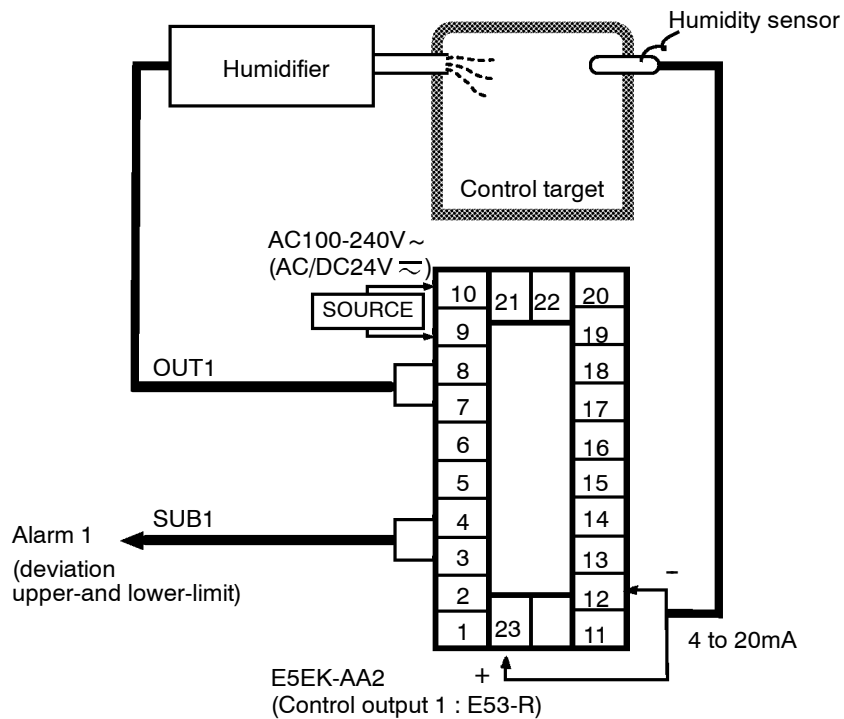 Humidity sensor
Humidifier
Control target
AC100-240V ~
(AC/DC24V ⎓~)
SOURCE
10
21
22
20
9
19
OUT1
8
18
7
17
6
16
5
15
SUB1
4
14
Alarm 1
(deviation
upper-and lower-limit)
3
13
−
2
12
1
23
11
4 to 20mA
+
E5EK-AA2
(Control output 1 : E53-R)